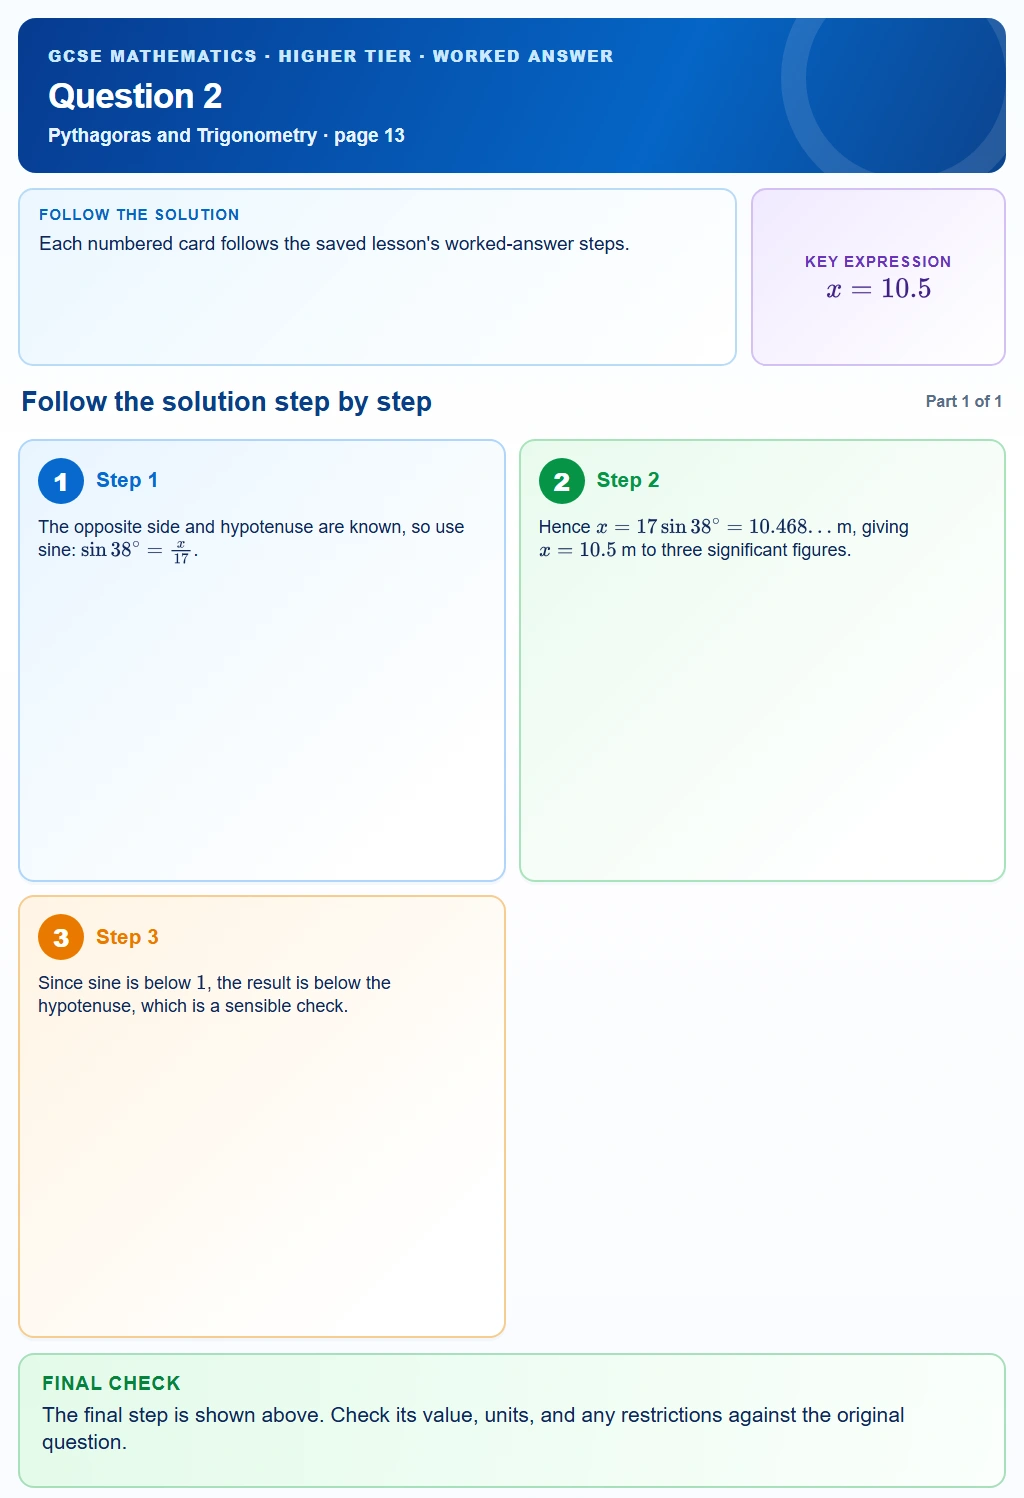 GCSE MATHEMATICS · HIGHER TIER · WORKED ANSWER
Question 2
Pythagoras and Trigonometry · page 13
FOLLOW THE SOLUTION
Each numbered card follows the saved lesson's worked-answer steps.
KEY EXPRESSION
x = 10.5
Follow the solution step by step
Part 1 of 1
1 Step 1
The opposite side and hypotenuse are known, so use
sine: sin 38° = x/17.
2 Step 2
Hence x = 17 sin 38° = 10.468… m, giving
x = 10.5 m to three significant figures.
3 Step 3
Since sine is below 1, the result is below the
hypotenuse, which is a sensible check.
FINAL CHECK
The final step is shown above. Check its value, units, and any restrictions against the original
question.